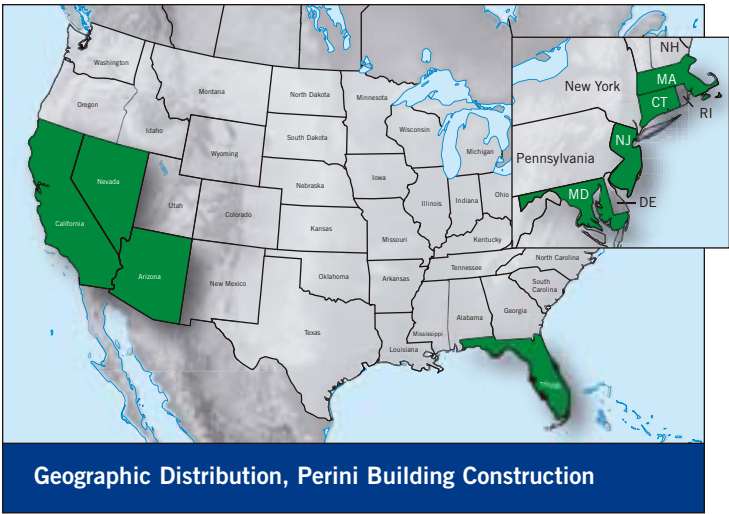 Washington
Oregon
Idaho
Montana
North Dakota
Minnesota
South Dakota
Wisconsin
Michigan
Wyoming
Nebraska
Iowa
Nevada
Utah
Colorado
Illinois
Indiana
Ohio
California
Kansas
Missouri
Kentucky
Arizona
New Mexico
Oklahoma
Arkansas
Tennessee
North Carolina
South
Carolina
Texas
Louisiana
Mississippi
Alabama
Georgia
NH
New York
MA
CT
RI
NJ
Pennsylvania
MD
DE
Geographic Distribution, Perini Building Construction